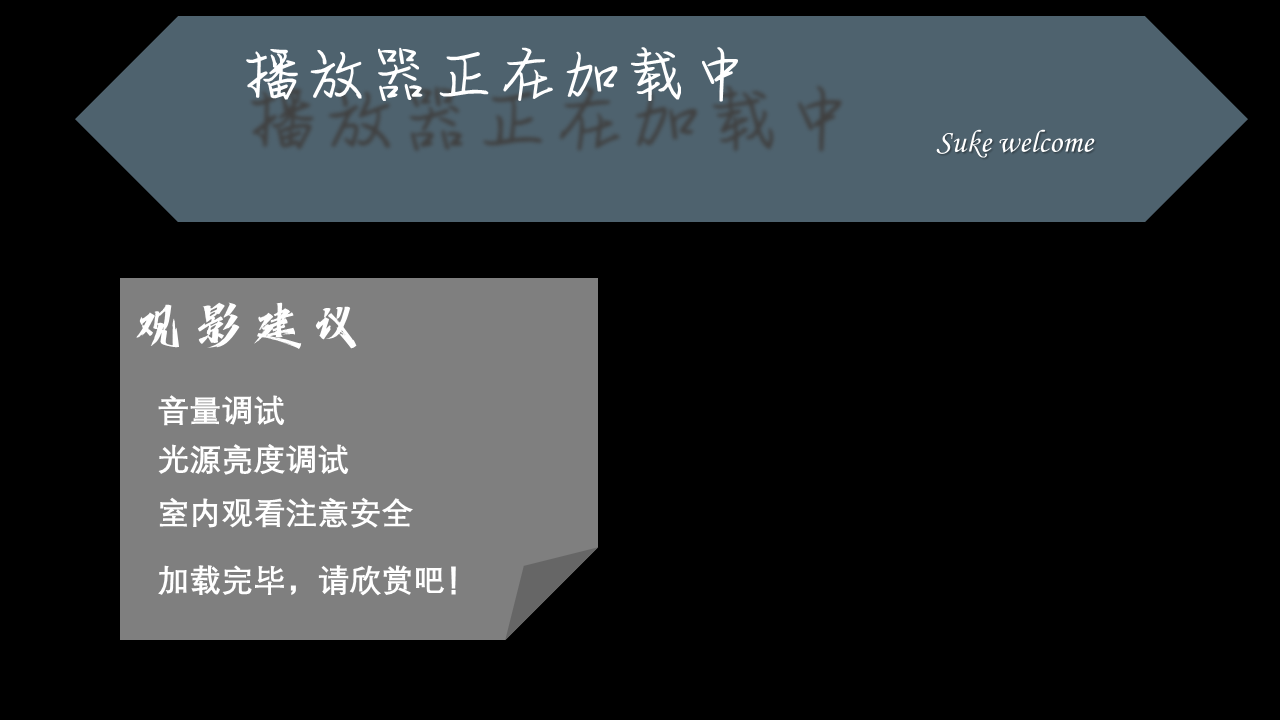 播放器正在加载中
Suke welcome
观影建议
音量调试
光源亮度调试
室内观看注意安全
加载完毕，请欣赏吧！